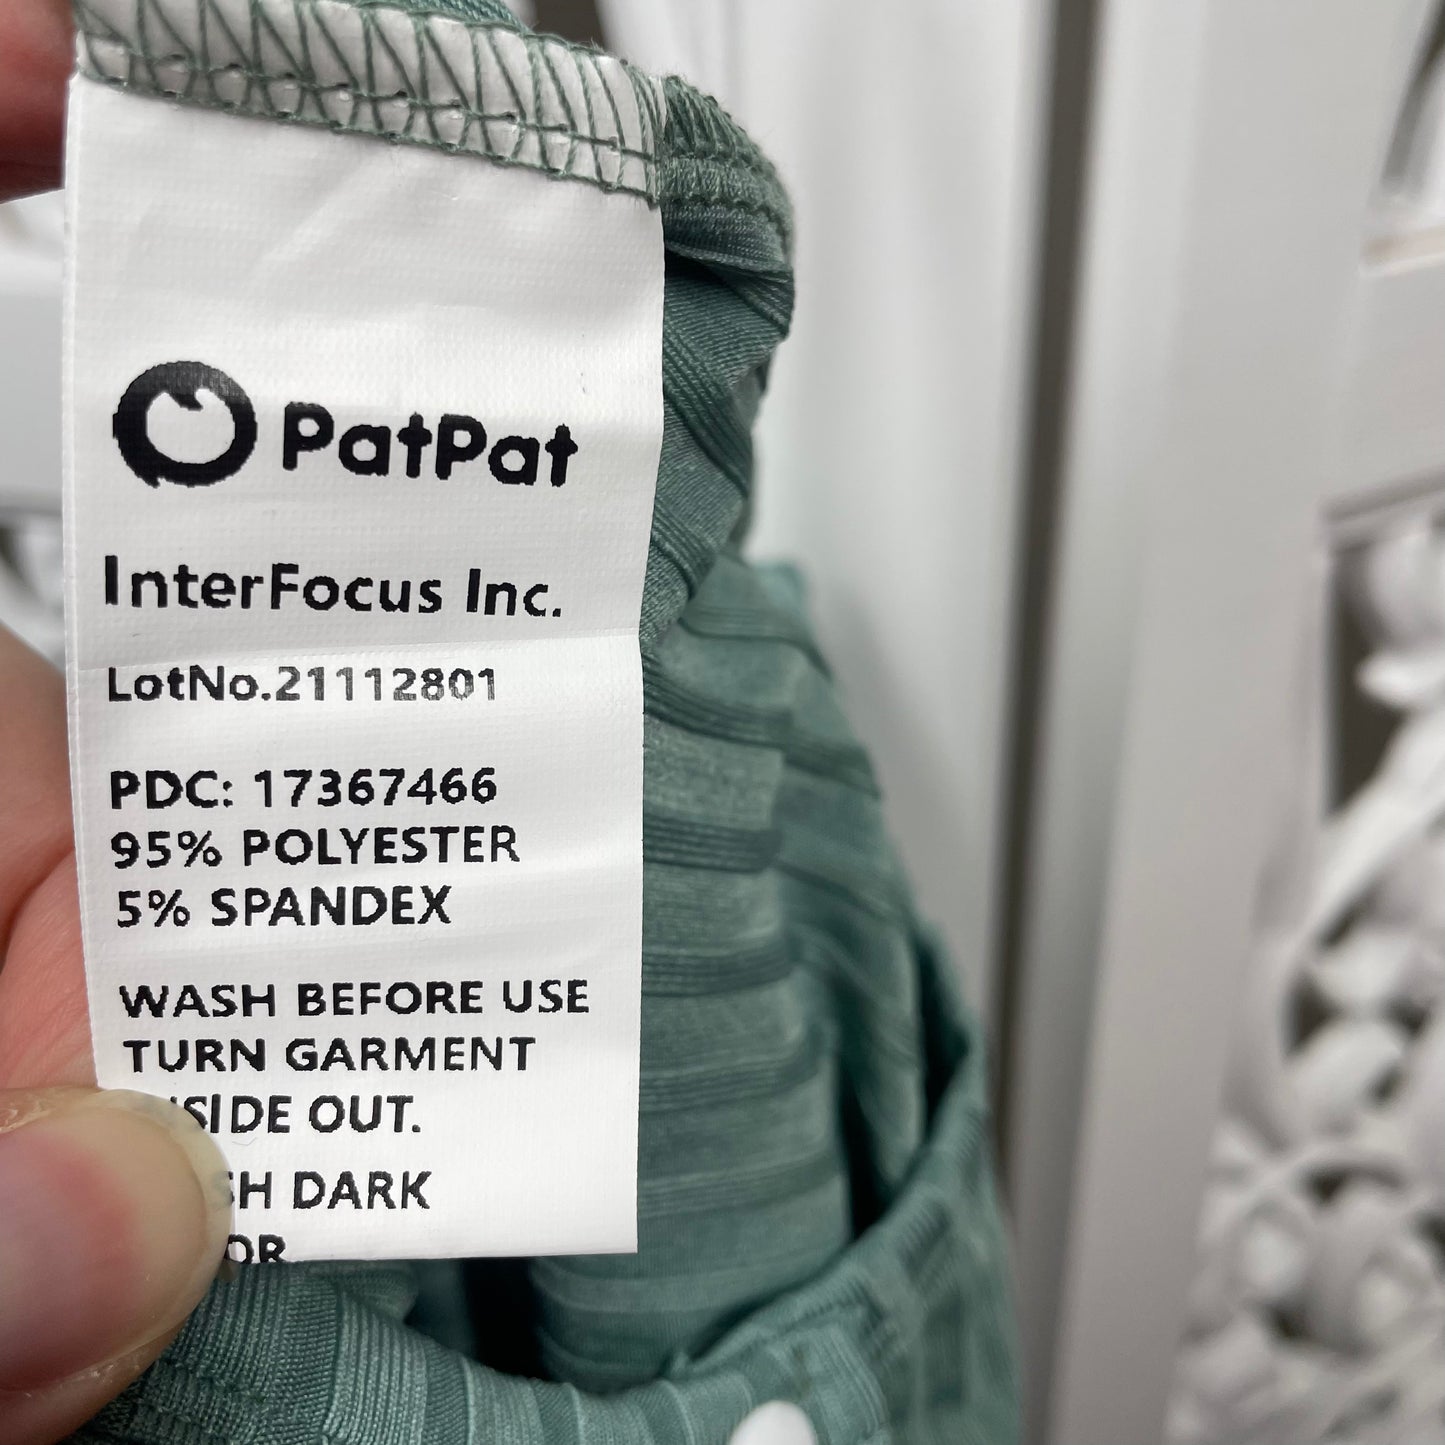 PatPat
InterFocus Inc.
LotNo.21112801
PDC: 17367466
95% POLYESTER
5% SPANDEX
WASH BEFORE USE
TURN GARMENT
OUT.
DARK